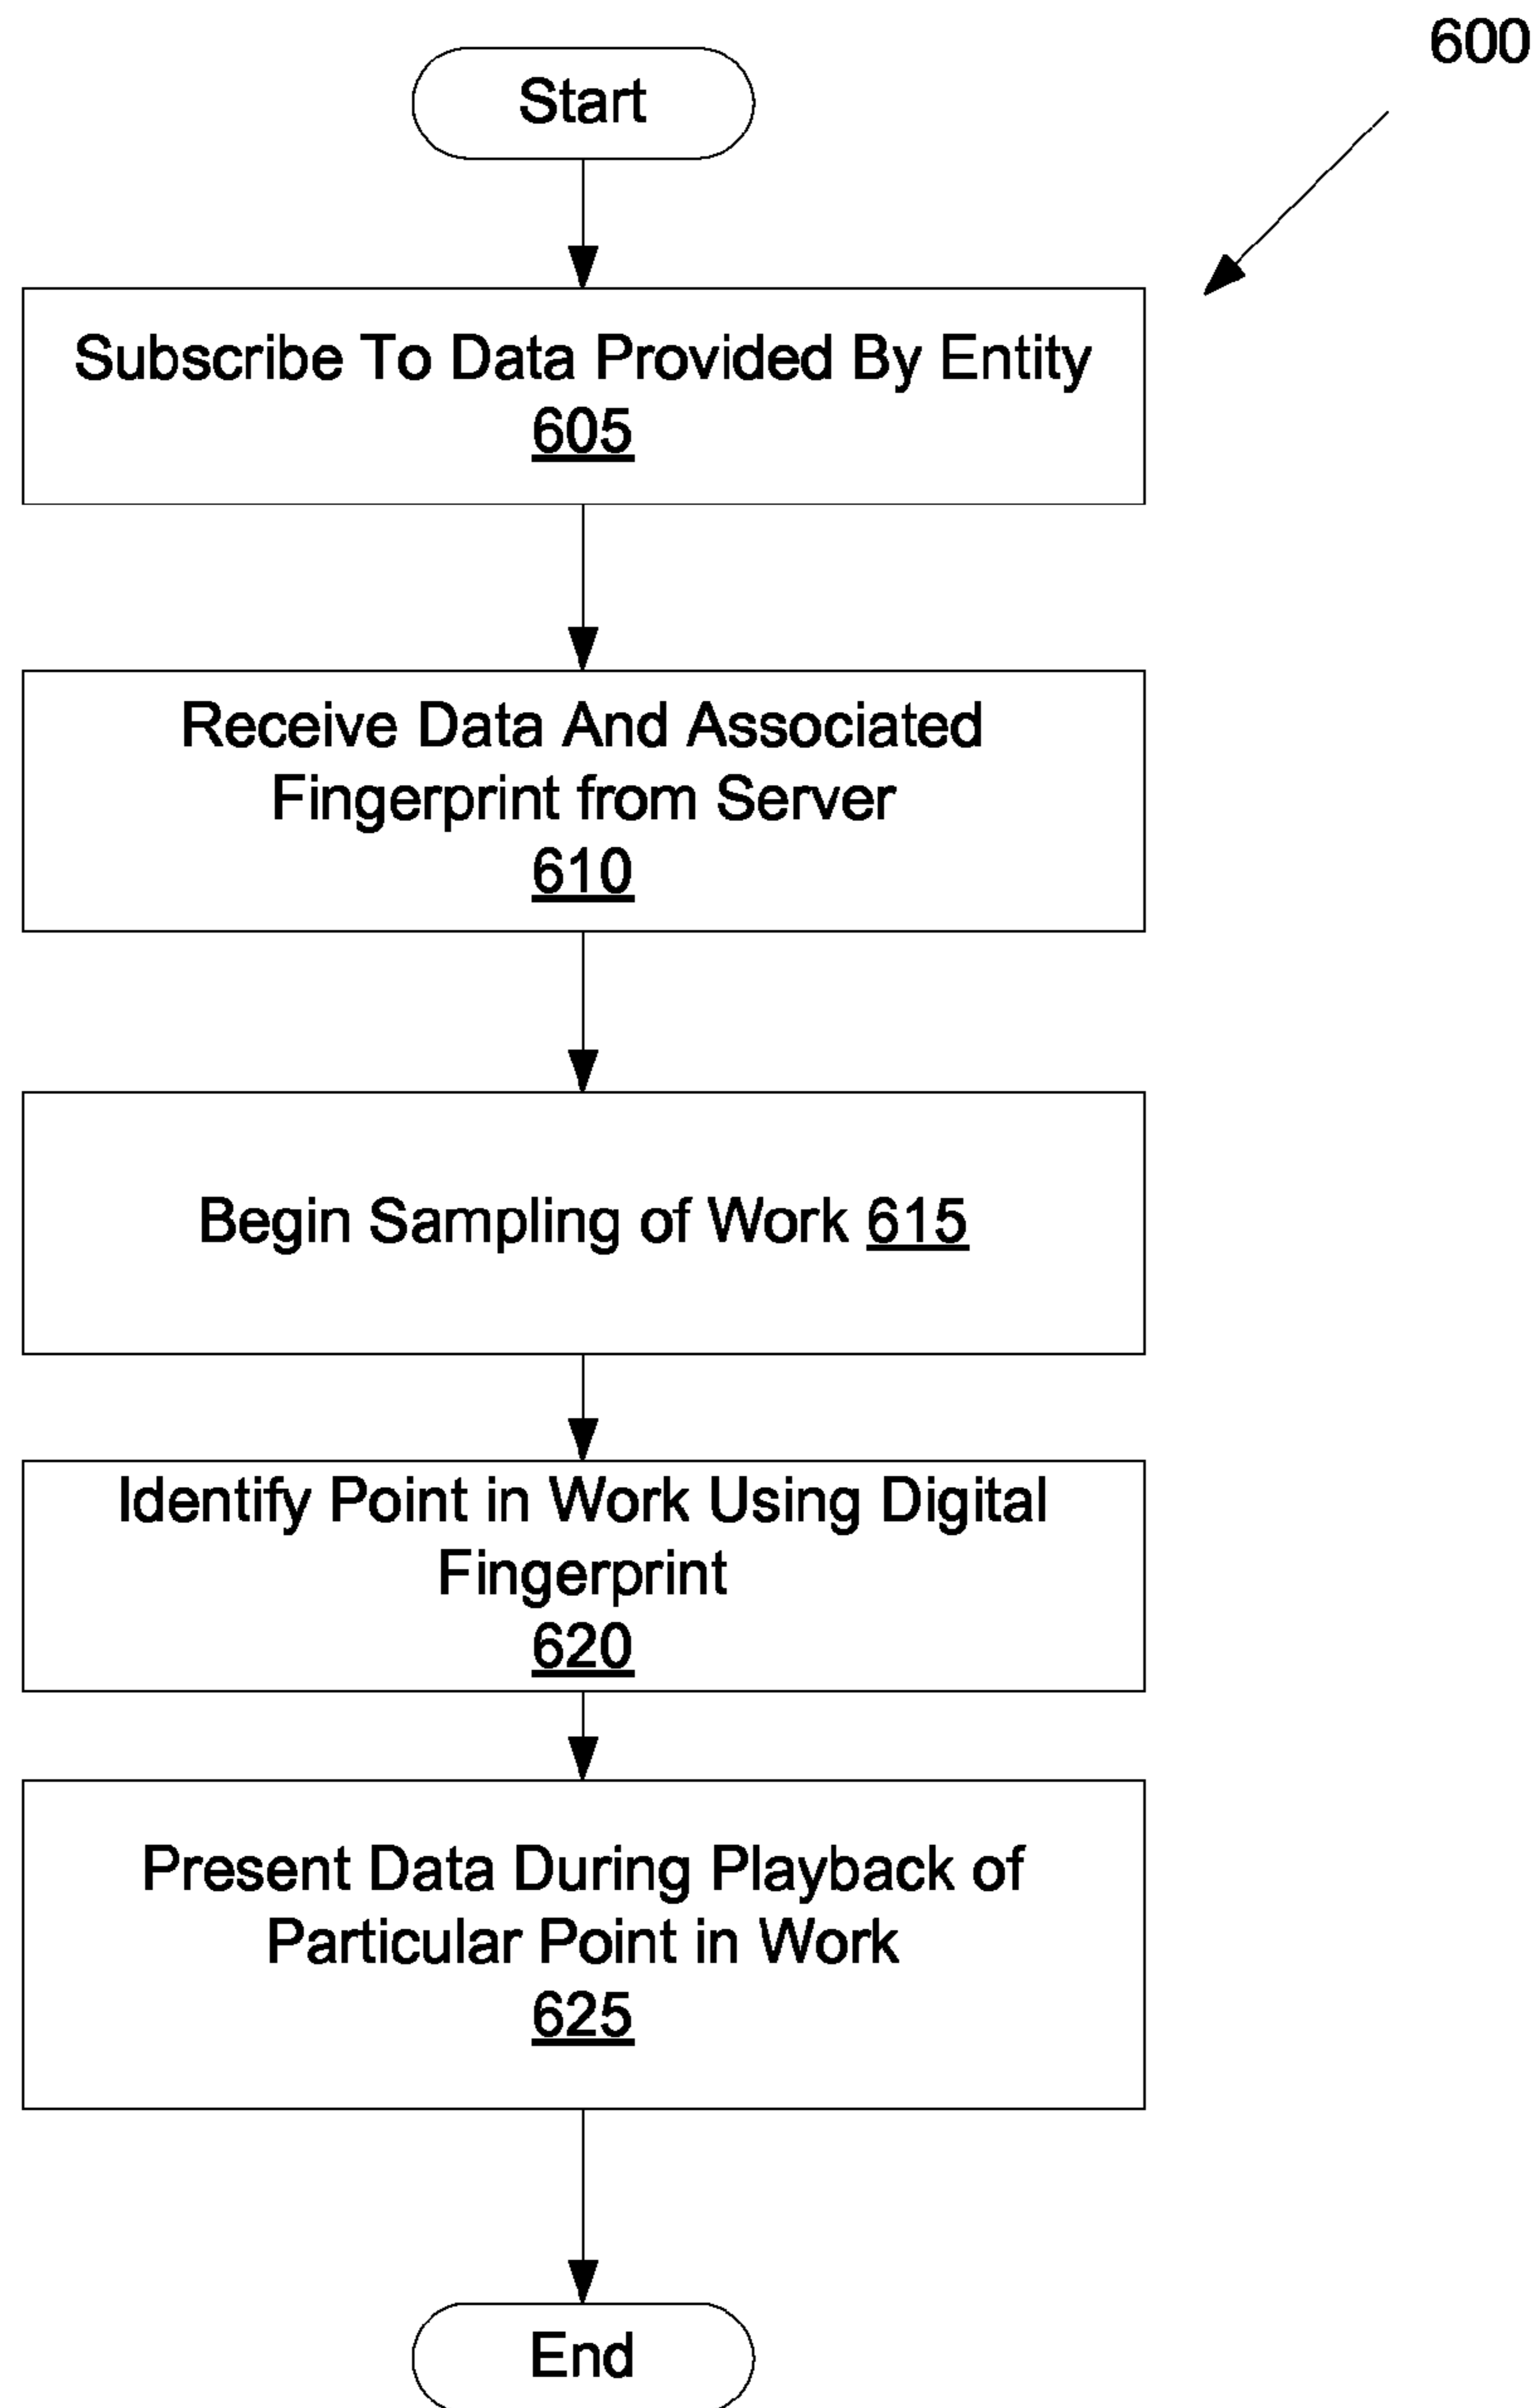 600
Start
Subscribe To Data Provided By Entity
605
Receive Data And Associated
Fingerprint from Server
610
Begin Sampling of Work 615
Identify Point in Work Using Digital
Fingerprint
620
Present Data During Playback of
Particular Point in Work
625
End